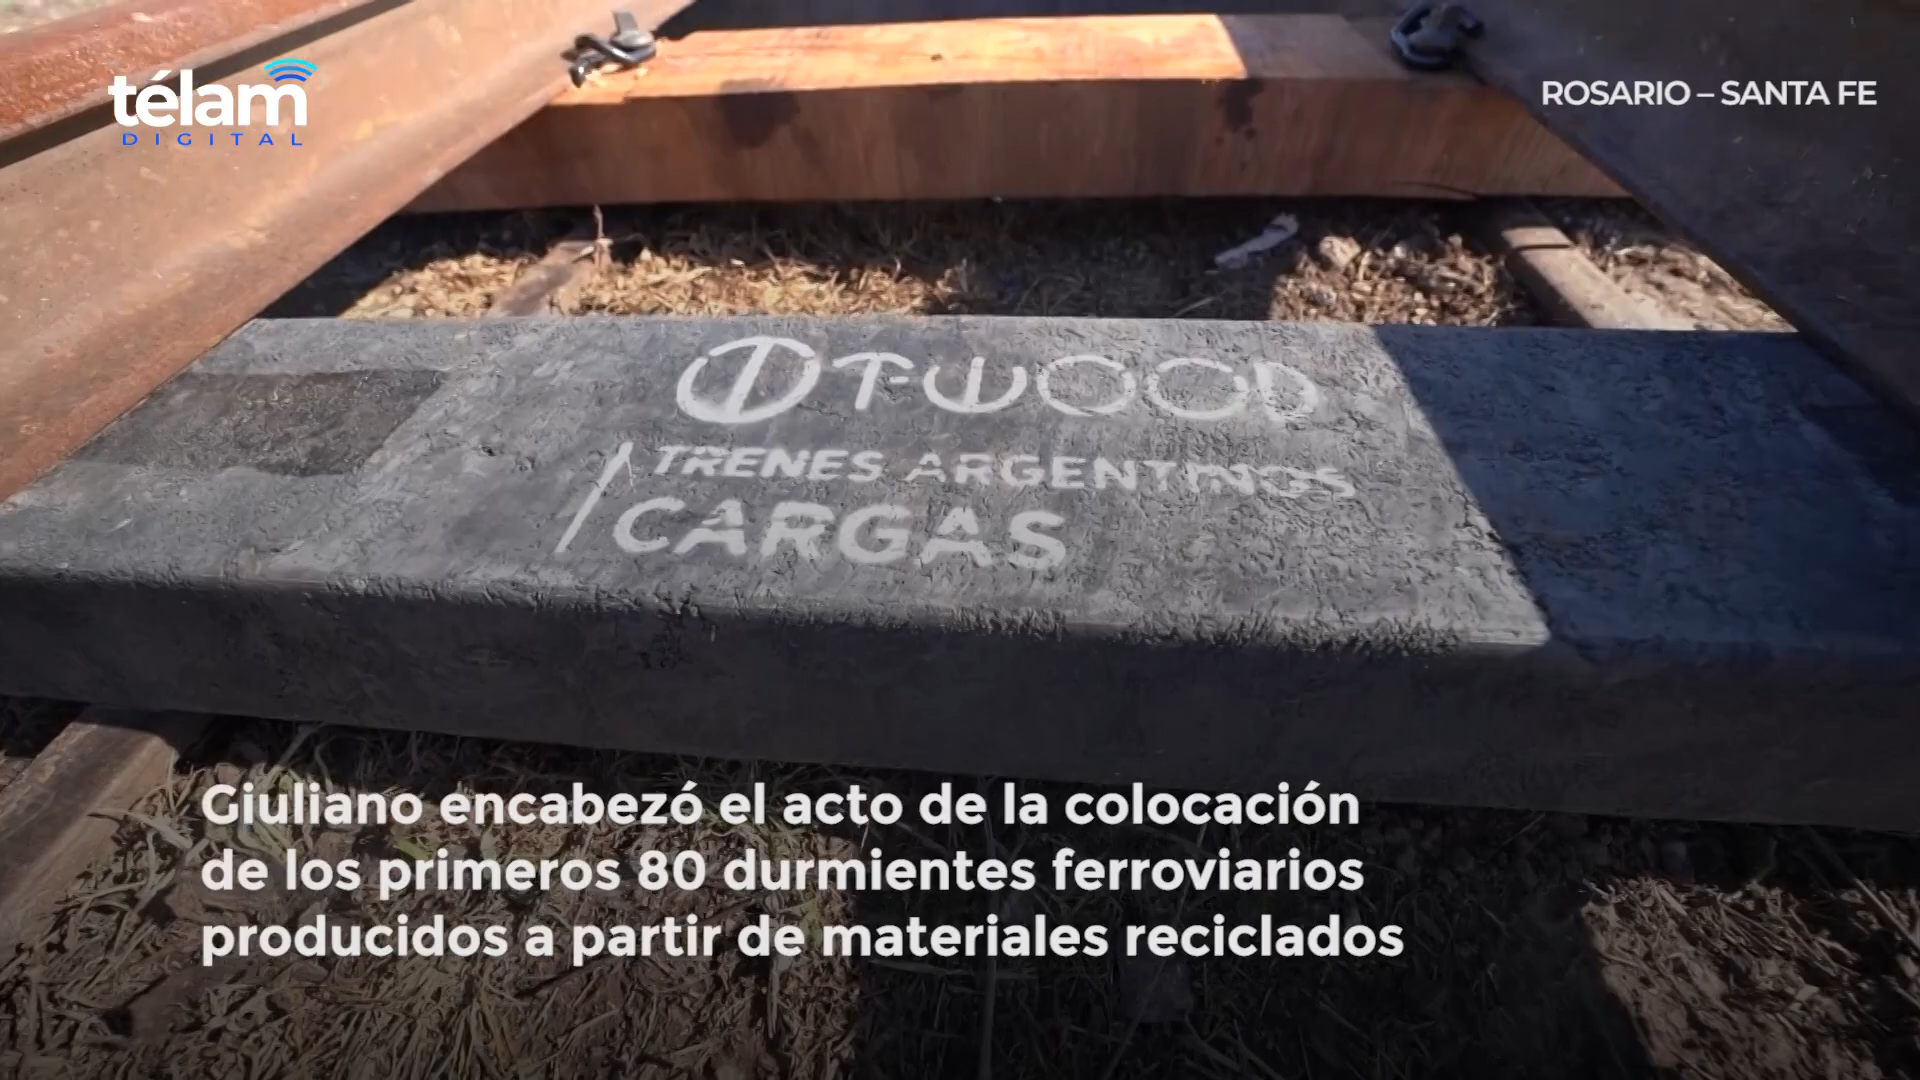 télam
DIGITAL
ROSARIO – SANTA FE
T-WOOD
TRENES ARGENTINOS
CARGAS
Giuliano encabezó el acto de la colocación
de los primeros 80 durmientes ferroviarios
producidos a partir de materiales reciclados